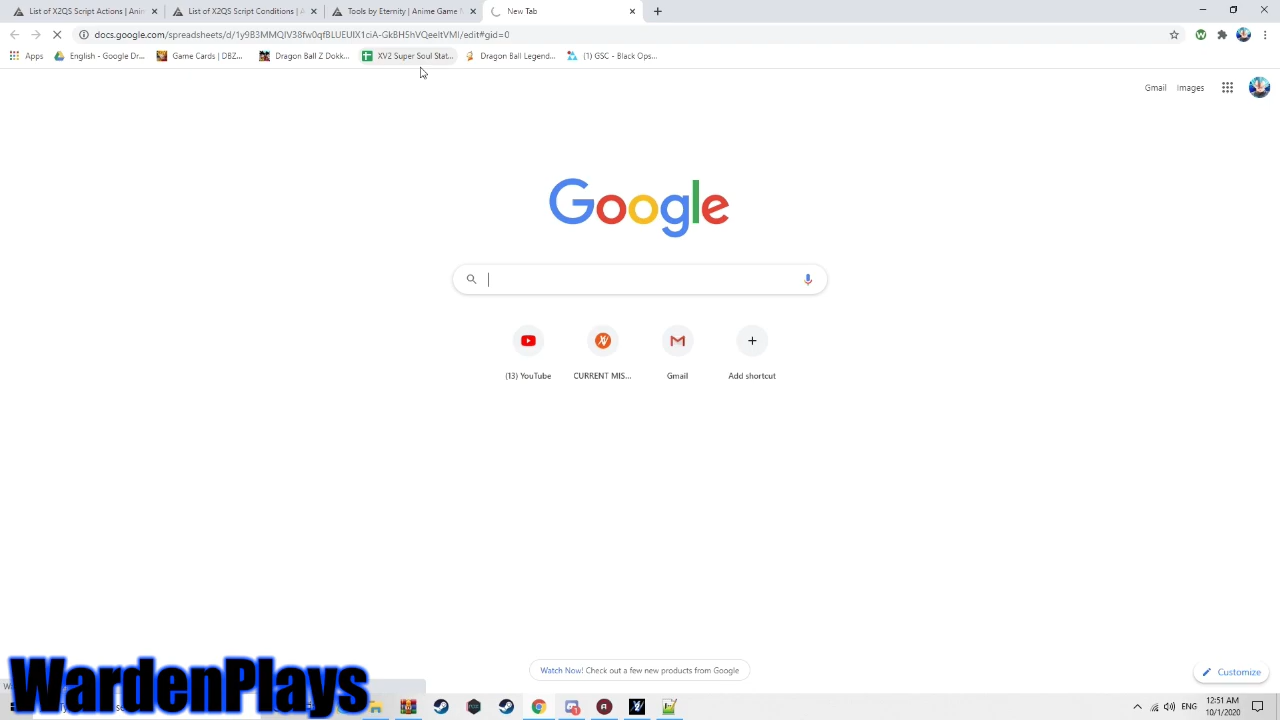 List of X2QS Script Actions | Anim
List of X2QS Script Conditions | A
Tools by Eternity | Anime Game
New Tab
docs.google.com/spreadsheets/d/1y9B3MMQIV38fw0qfBLUEUIX1ciA-GkBH5hVQeeltVMI/edit#gid=0
Apps
English - Google Dr...
Game Cards | DBZ...
Dragon Ball Z Dokk...
XV2 Super Soul Stat...
Dragon Ball Legend...
(1) GSC - Black Ops...
Gmail
Images
Google
(13) YouTube
CURRENT MIS...
Gmail
Add shortcut
Watch Now! Check out a few new products from Google
Customize
WardenPlays
ENG
12:51 AM
10/1/2020